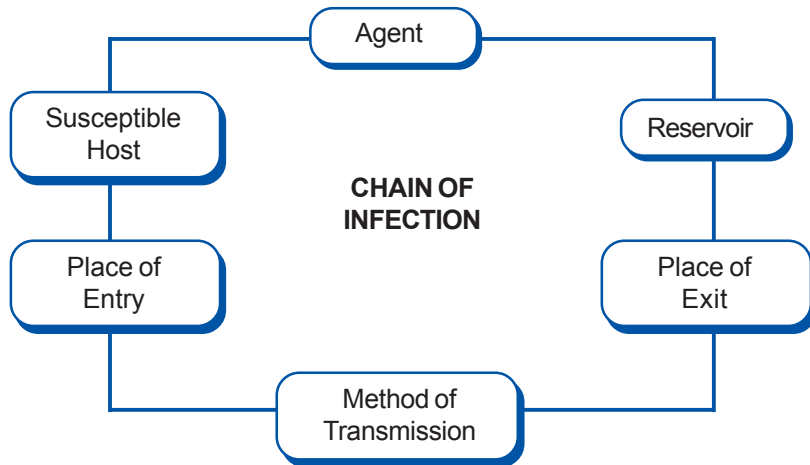 Agent
Susceptible
Host
Reservoir
CHAIN OF
INFECTION
Place of
Entry
Place of
Exit
Method of
Transmission